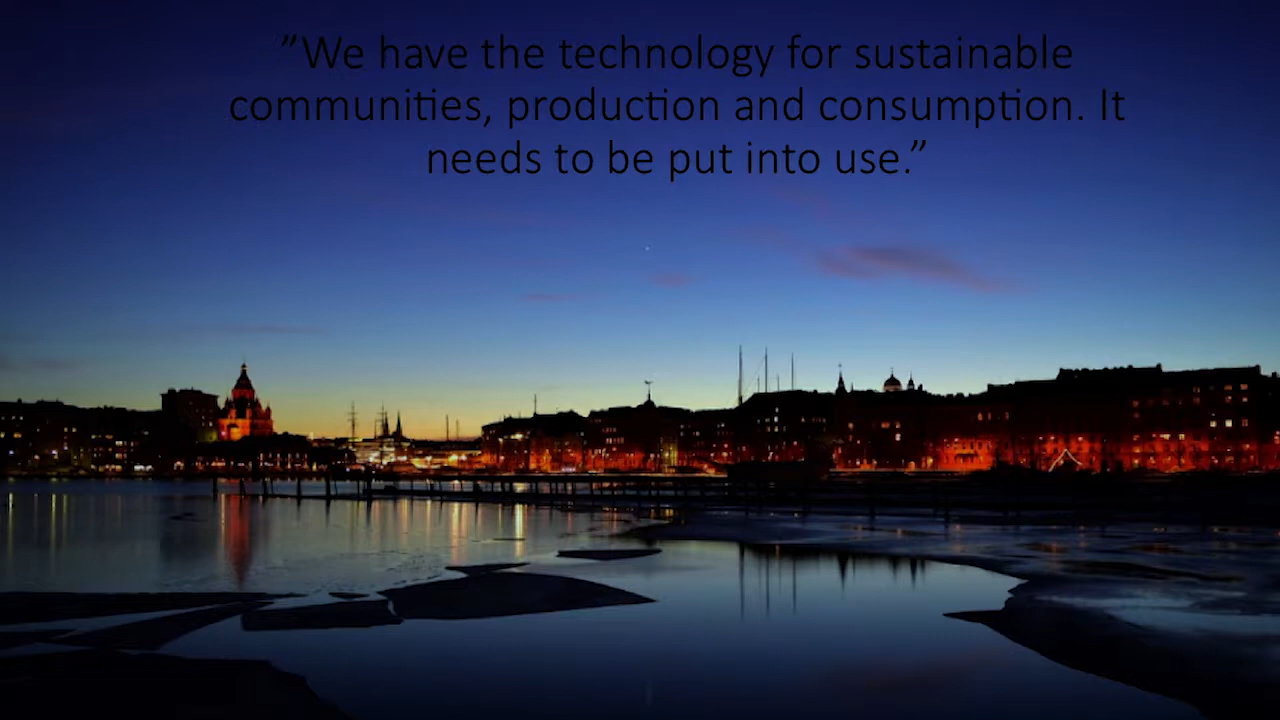 ”We have the technology for sustainable
communities, production and consumption. It
needs to be put into use.”